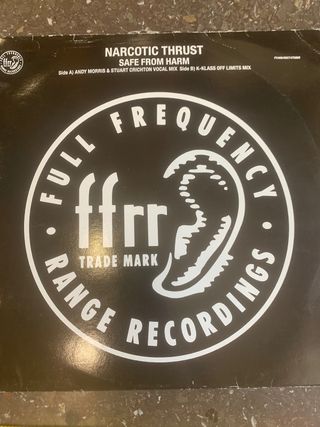 NARCOTIC THRUST
SAFE FROM HARM
Side A) ANDY MORRIS & STUART CRICHTON VOCAL MIX Side B) K-KLASS OFF LIMITS MIX
ffrr
FULL FREQUENCY
ffrr
TRADE MARK
RANGE RECORDINGS